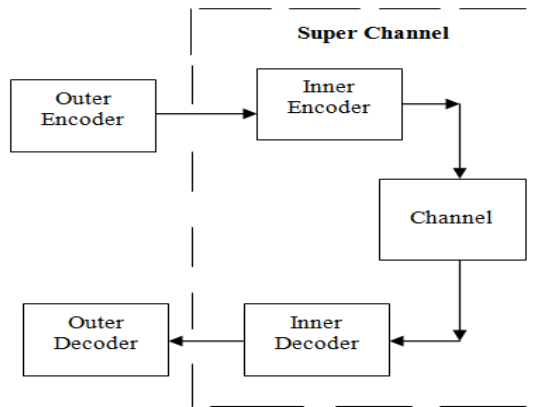 Super Channel
Outer
Encoder
Inner
Encoder
Channel
Outer
Decoder
Inner
Decoder